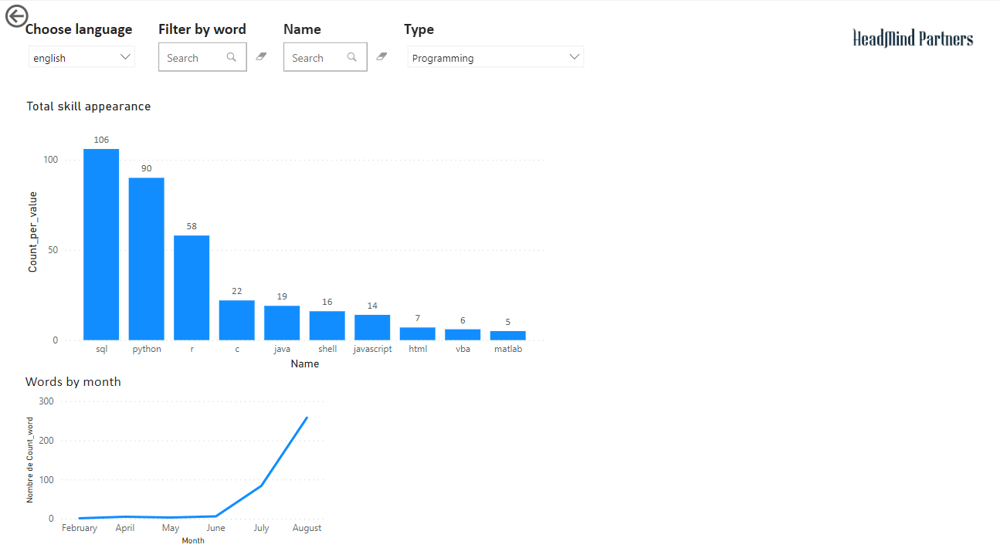 Choose language
Filter by word
Name
Type
english
Search
Search
Programming
HeadMind Partners
Total skill appearance
Count_per_value
100
50
0
106
90
58
22
19
16
14
7
6
5
sql
python
r
c
java
shell
javascript
html
vba
matlab
Name
Words by month
Nombre de Count_word
300
200
100
0
February
April
May
June
July
August
Month